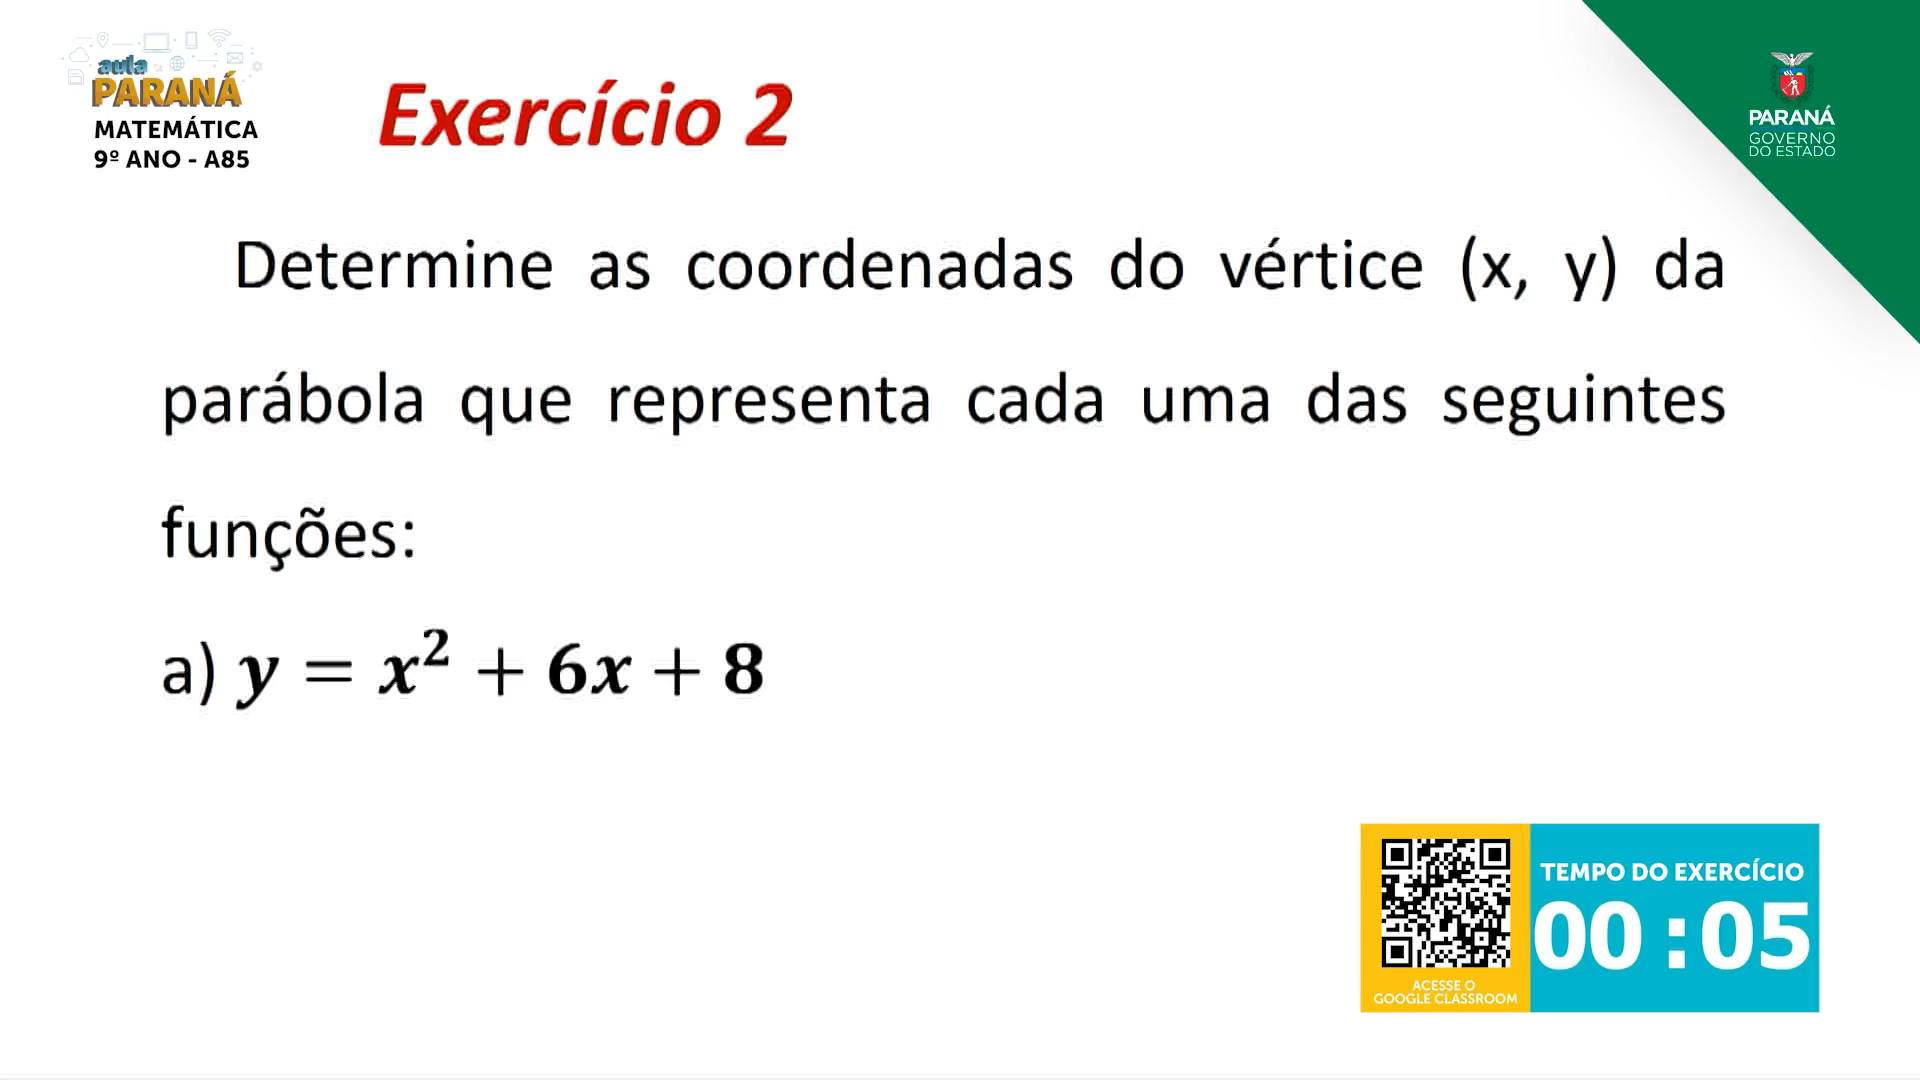 aula
PARANÁ
MATEMÁTICA
9º ANO - A85
Exercício 2
PARANÁ
GOVERNO
DO ESTADO
Determine as coordenadas do vértice (x, y) da
parábola que representa cada uma das seguintes
funções:
a) y = x² + 6x + 8
TEMPO DO EXERCÍCIO
00:05
ACESSE O
GOOGLE CLASSROOM